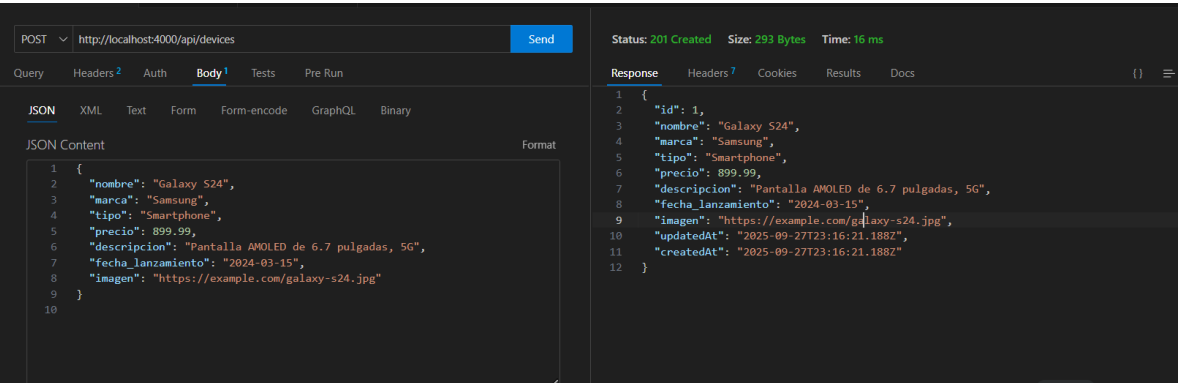 POST http://localhost:4000/api/devices Send
Query Headers 2 Auth Body 1 Tests Pre Run
JSON XML Text Form Form-encode GraphQL Binary
JSON Content Format
1 {
2 "nombre": "Galaxy S24",
3 "marca": "Samsung",
4 "tipo": "Smartphone",
5 "precio": 899.99,
6 "descripcion": "Pantalla AMOLED de 6.7 pulgadas, 5G",
7 "fecha_lanzamiento": "2024-03-15",
8 "imagen": "https://example.com/galaxy-s24.jpg"
9 }
10
Status: 201 Created Size: 293 Bytes Time: 16 ms
Response Headers 7 Cookies Results Docs {}
1 {
2 "id": 1,
3 "nombre": "Galaxy S24",
4 "marca": "Samsung",
5 "tipo": "Smartphone",
6 "precio": 899.99,
7 "descripcion": "Pantalla AMOLED de 6.7 pulgadas, 5G",
8 "fecha_lanzamiento": "2024-03-15",
9 "imagen": "https://example.com/galaxy-s24.jpg",
10 "updatedAt": "2025-09-27T23:16:21.188Z",
11 "createdAt": "2025-09-27T23:16:21.188Z"
12 }